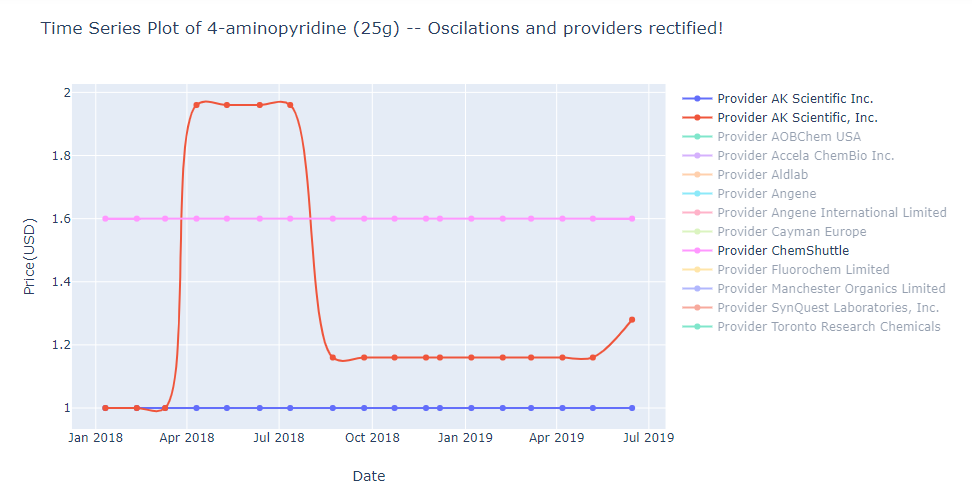 Time Series Plot of 4-aminopyridine (25g) -- Oscilations and providers rectified!
2
1.8
1.6
1.4
1.2
1
Price(USD)
Jan 2018
Apr 2018
Jul 2018
Oct 2018
Jan 2019
Apr 2019
Jul 2019
Date
Provider AK Scientific Inc.
Provider AK Scientific, Inc.
Provider AOBChem USA
Provider Accela ChemBio Inc.
Provider Aldlab
Provider Angene
Provider Angene International Limited
Provider Cayman Europe
Provider ChemShuttle
Provider Fluorochem Limited
Provider Manchester Organics Limited
Provider SynQuest Laboratories, Inc.
Provider Toronto Research Chemicals